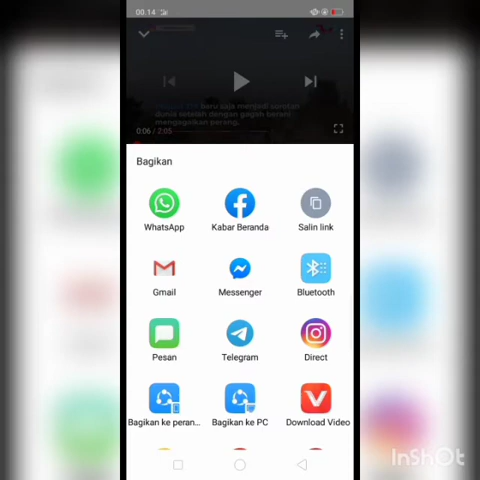 00.14
baru saja menjadi sorotan
dunia setelah dengan gagah berani
mengagalkan perang.
0:06 / 2:05
Bagikan
WhatsApp
Kabar Beranda
Salin link
Gmail
Messenger
Bluetooth
Pesan
Telegram
Direct
Bagikan ke peran...
Bagikan ke PC
Download Video
InShOt